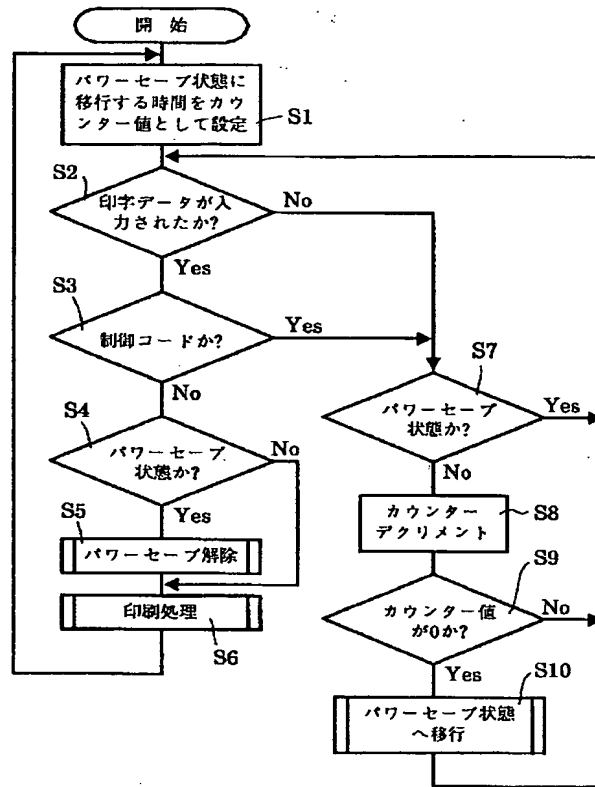 開始
パワーセーブ状態に
移行する時間をカウ
ンター値として設定
S1
S2
印字データが入
力されたか?
No
Yes
S3
制御コードか?
Yes
No
S4
パワーセーブ
状態か?
No
Yes
S5
パワーセーブ解除
印刷処理
S6
S7
パワーセーブ
状態か?
Yes
No
カウンター
デクリメント
S8
S9
カウンター値
が0か?
No
Yes
S10
パワーセーブ状態
へ移行